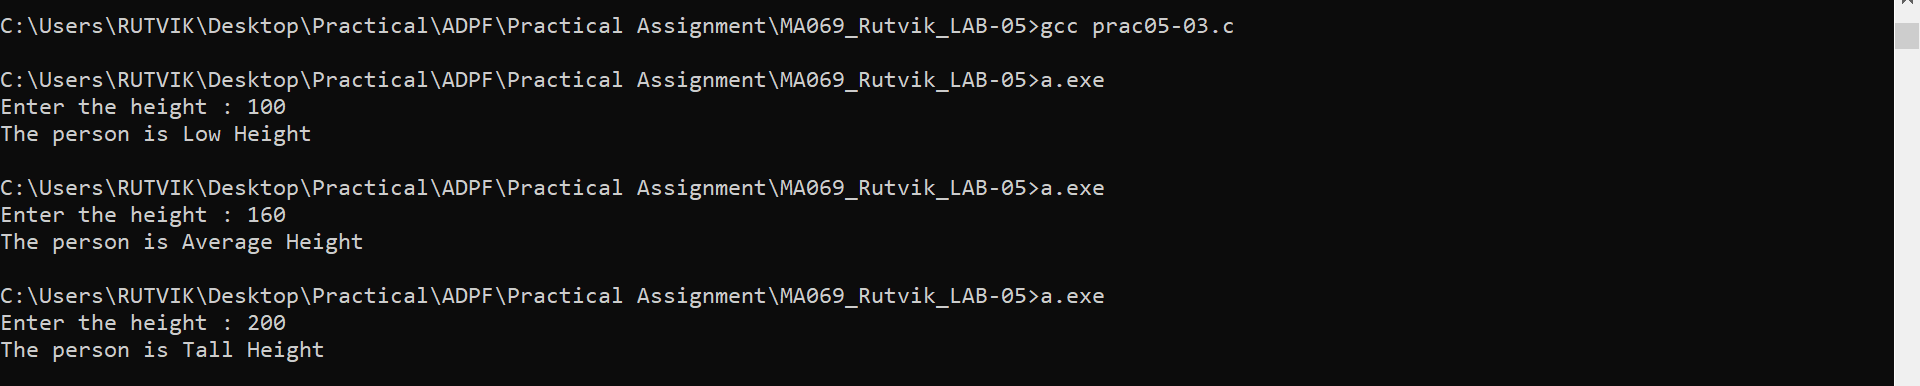 C:\Users\RUTVIK\Desktop\Practical\ADPF\Practical Assignment\MA069_Rutvik_LAB-05>gcc prac05-03.c
C:\Users\RUTVIK\Desktop\Practical\ADPF\Practical Assignment\MA069_Rutvik_LAB-05>a.exe
Enter the height : 100
The person is Low Height
C:\Users\RUTVIK\Desktop\Practical\ADPF\Practical Assignment\MA069_Rutvik_LAB-05>a.exe
Enter the height : 160
The person is Average Height
C:\Users\RUTVIK\Desktop\Practical\ADPF\Practical Assignment\MA069_Rutvik_LAB-05>a.exe
Enter the height : 200
The person is Tall Height